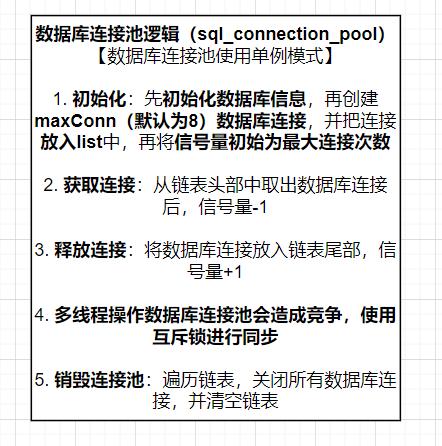 数据库连接池逻辑（sql_connection_pool）
【数据库连接池使用单例模式】
1. 初始化：先初始化数据库信息，再创建
maxConn（默认为8）数据库连接，并把连接
放入list中，再将信号量初始为最大连接次数
2. 获取连接：从链表头部中取出数据库连接
后，信号量-1
3. 释放连接：将数据库连接放入链表尾部，信
号量+1
4. 多线程操作数据库连接池会造成竞争，使用
互斥锁进行同步
5. 销毁连接池：遍历链表，关闭所有数据库连
接，并清空链表